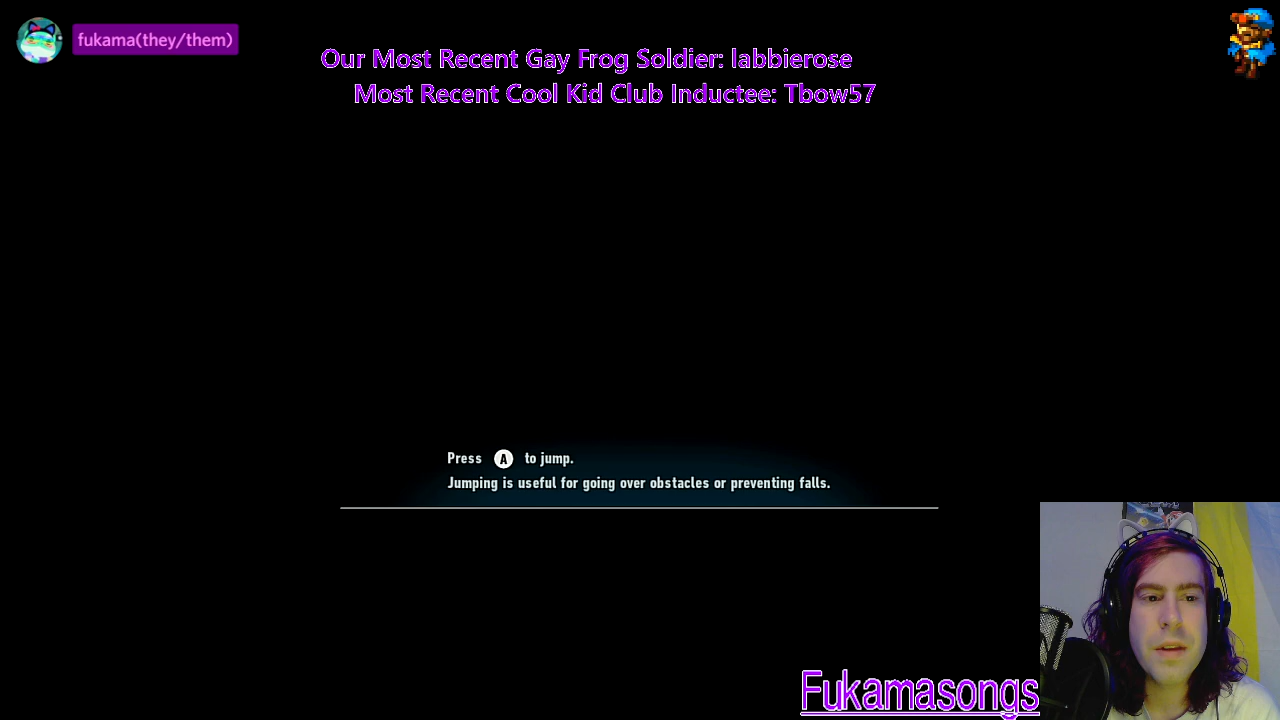 fukama(they/them)
Our Most Recent Gay Frog Soldier: labbierose
Most Recent Cool Kid Club Inductee: Tbow57
Press A to jump.
Jumping is useful for going over obstacles or preventing falls.
Fukamasongs